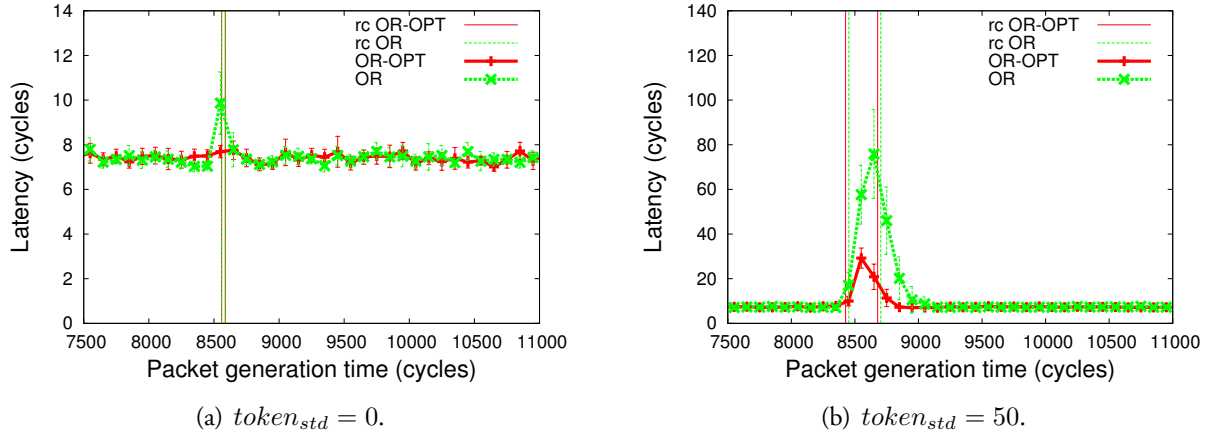 14
12
10
8
6
4
2
0
Latency (cycles)
7500 8000 8500 9000 9500 10000 10500 11000
Packet generation time (cycles)
rc OR-OPT
rc OR
OR-OPT
OR
(a) token_std = 0.
140
120
100
80
60
40
20
0
Latency (cycles)
7500 8000 8500 9000 9500 10000 10500 11000
Packet generation time (cycles)
rc OR-OPT
rc OR
OR-OPT
OR
(b) token_std = 50.